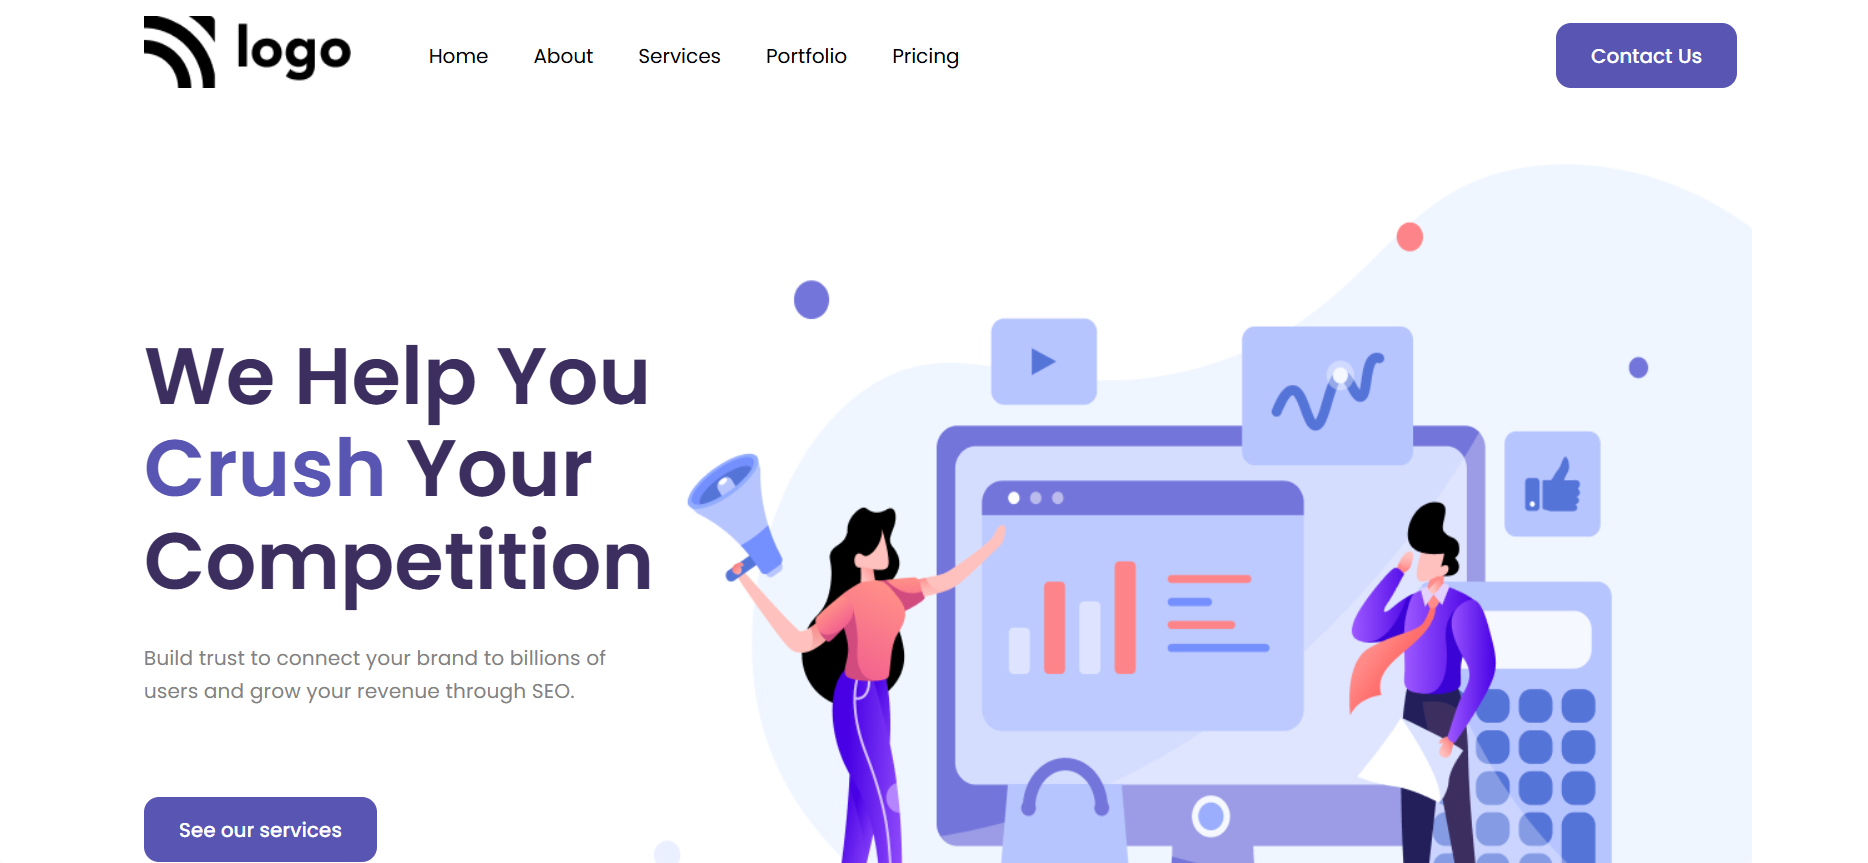 logo
Home About Services Portfolio Pricing
Contact Us
We Help You
Crush Your
Competition
Build trust to connect your brand to billions of
users and grow your revenue through SEO.
See our services